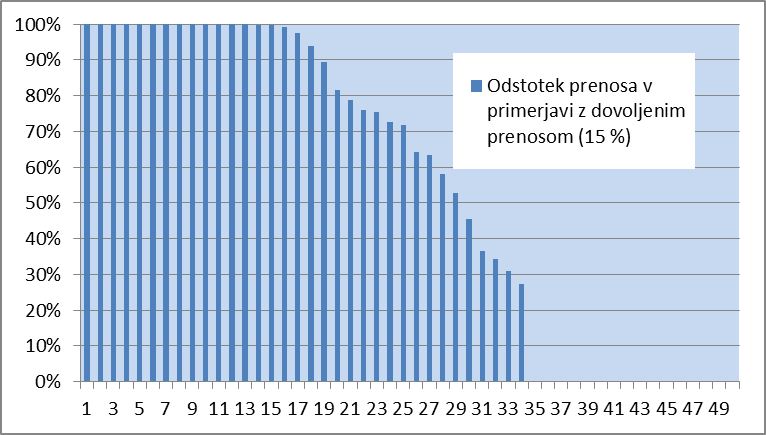 100%
90%
80%
70%
60%
50%
40%
30%
20%
10%
0%
Odstotek prenosa v
primerjavi z dovoljenim
prenosom (15 %)
1 3 5 7 9 11 13 15 17 19 21 23 25 27 29 31 33 35 37 39 41 43 45 47 49